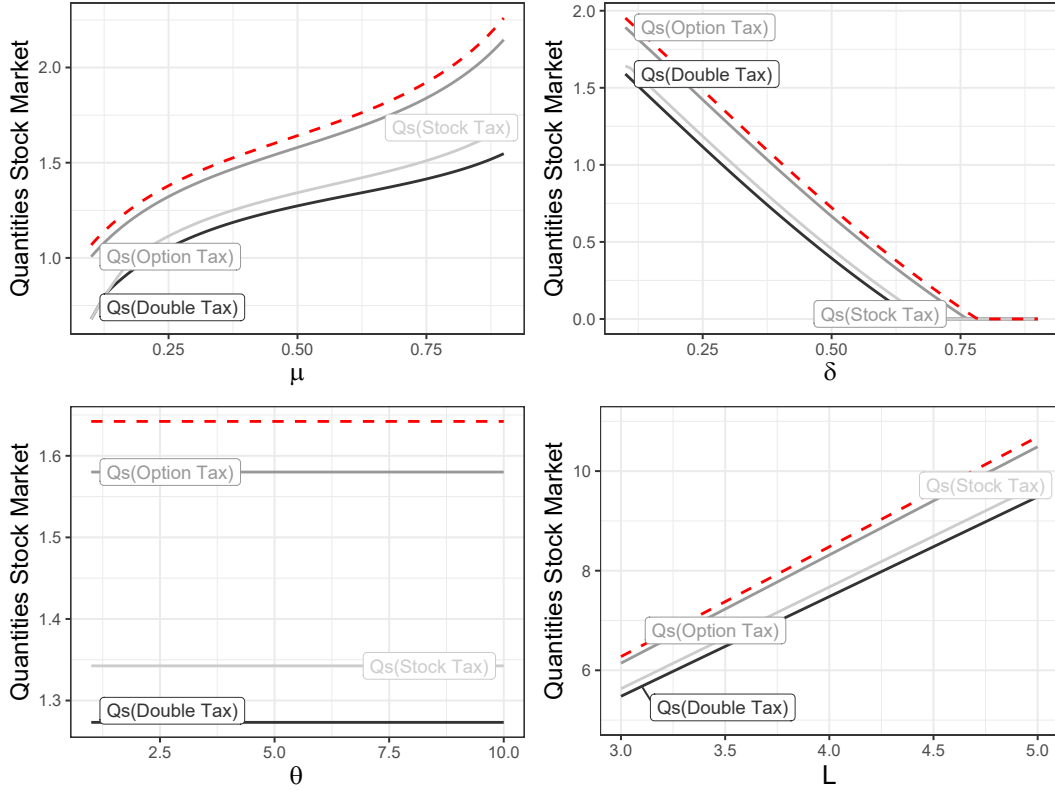 Quantities Stock Market
2.0
1.5
1.0
Qs(Stock Tax)
Qs(Option Tax)
Qs(Double Tax)
0.25
0.50
0.75
μ
Quantities Stock Market
2.0
1.5
1.0
0.5
0.0
Qs(Option Tax)
Qs(Double Tax)
Qs(Stock Tax)
0.25
0.50
0.75
δ
Quantities Stock Market
1.6
1.5
1.4
1.3
Qs(Option Tax)
Qs(Stock Tax)
Qs(Double Tax)
2.5
5.0
7.5
10.0
θ
Quantities Stock Market
10
8
6
Qs(Stock Tax)
Qs(Option Tax)
Qs(Double Tax)
3.0
3.5
4.0
4.5
5.0
L